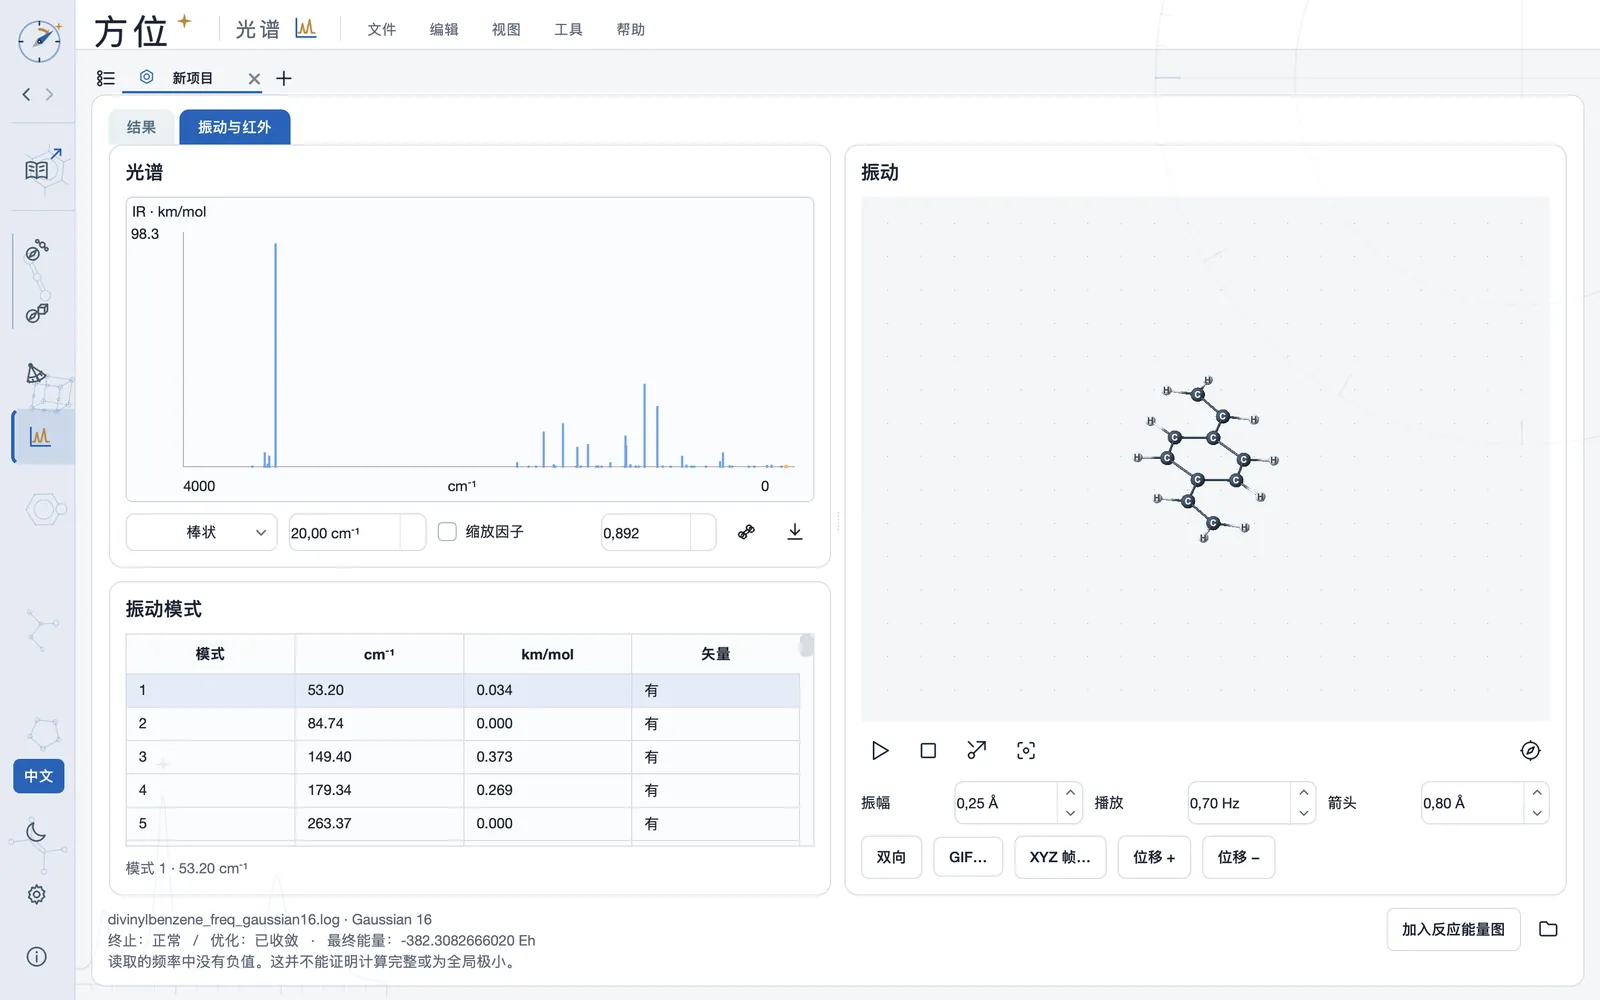 方位
光谱
文件 编辑 视图 工具 帮助
新项目
结果 振动与红外
光谱
IR · km/mol
98.3
4000 cm⁻¹ 0
棒状 20,00 cm⁻¹ 缩放因子 0,892
振动模式
模式 cm⁻¹ km/mol 矢量
1 53.20 0.034 有
2 84.74 0.000 有
3 149.40 0.373 有
4 179.34 0.269 有
5 263.37 0.000 有
模式 1 · 53.20 cm⁻¹
振动
H
H C
C H
H
C C
H C C H
C C
H C H
C H
H
振幅 0,25 Å 播放 0,70 Hz 箭头 0,80 Å
双向 GIF... XYZ 帧... 位移 + 位移 −
中文
divinylbenzene_freq_gaussian16.log · Gaussian 16
终止：正常 / 优化：已收敛 · 最终能量：-382.3082666020 Eh
读取的频率中没有负值。这并不能证明计算完整或为全局极小。
加入反应能量图